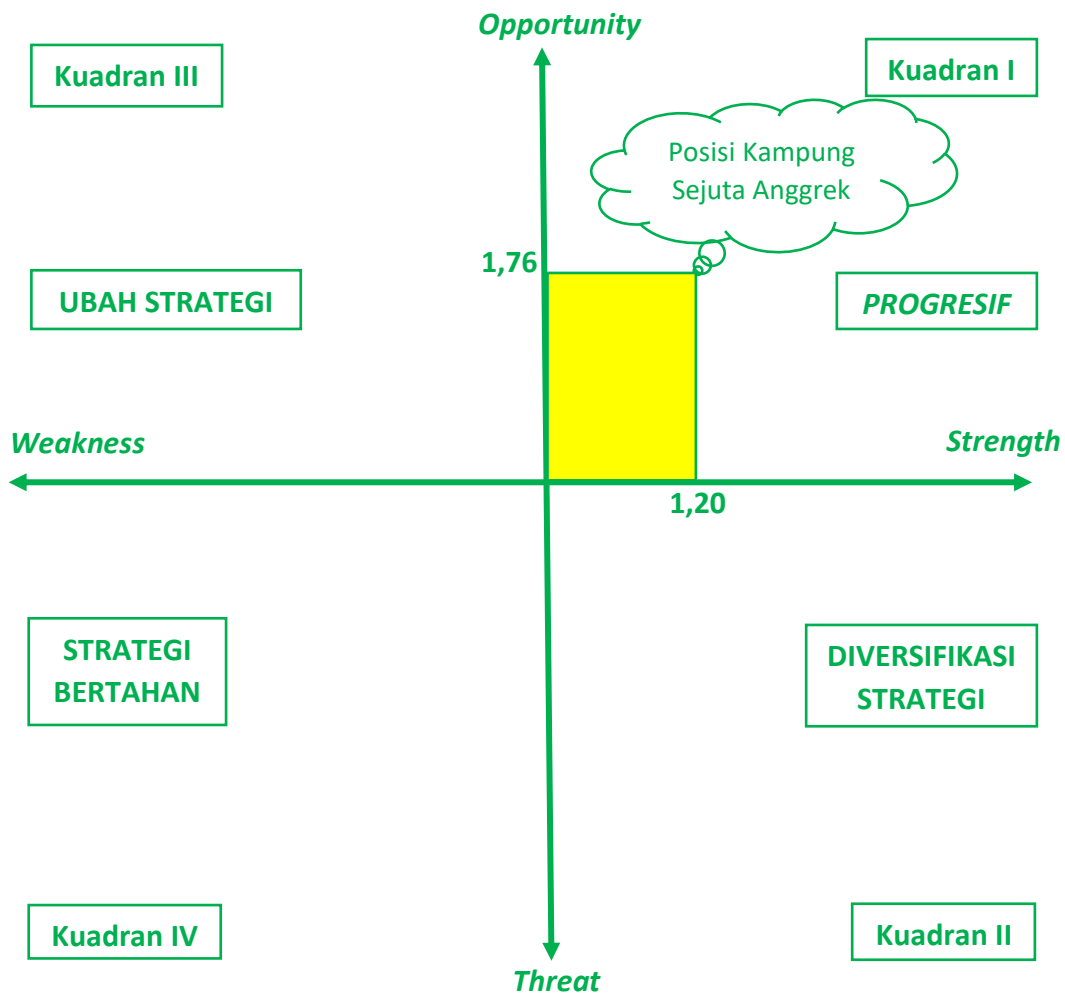 Opportunity
Kuadran III
Kuadran I
Posisi Kampung
Sejuta Anggrek
1,76
UBAH STRATEGI
PROGRESIF
Weakness
Strength
1,20
STRATEGI
BERTAHAN
DIVERSIFIKASI
STRATEGI
Kuadran IV
Kuadran II
Threat